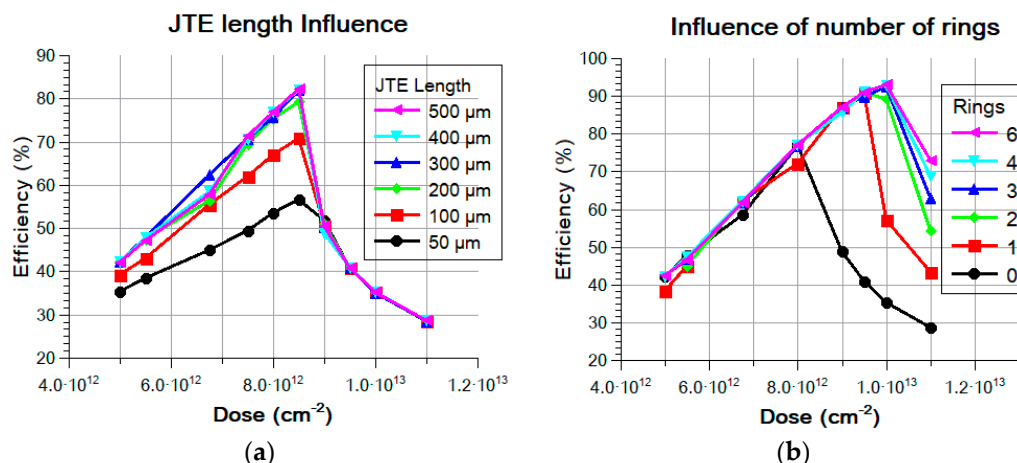 JTE length Influence
90
80
70
60
50
40
30
20
Efficiency (%)
JTE Length
500 µm
400 µm
300 µm
200 µm
100 µm
50 µm
4.0·10¹² 6.0·10¹² 8.0·10¹² 1.0·10¹³ 1.2·10¹³
Dose (cm⁻²)
(a)
Influence of number of rings
100
90
80
70
60
50
40
30
20
Efficiency (%)
Rings
6
4
3
2
1
0
4.0·10¹² 6.0·10¹² 8.0·10¹² 1.0·10¹³ 1.2·10¹³
Dose (cm⁻²)
(b)